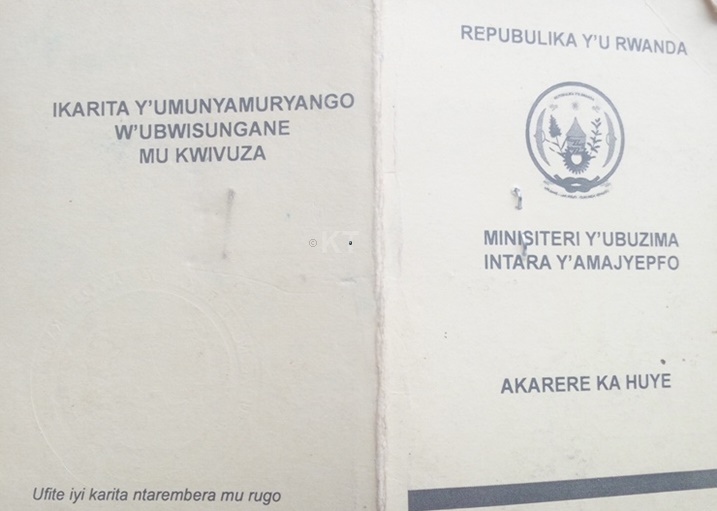 IKARITA Y'UMUNYAMURYANGO
W'UBWISUNGANE
MU KWIVUZA
© KT
Ufite iyi karita ntarembera mu rugo
REPUBULIKA Y'U RWANDA
MINISITERI Y'UBUZIMA
INTARA Y'AMAJYEPFO
AKARERE KA HUYE